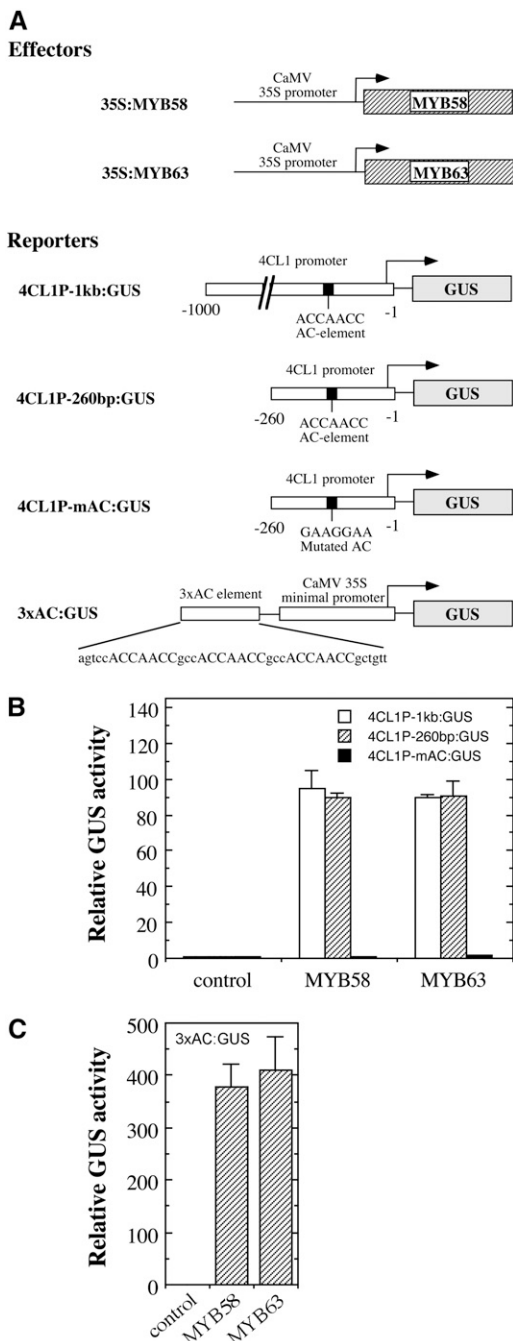 A
Effectors
CaMV
35S promoter
35S:MYB58
MYB58
CaMV
35S promoter
35S:MYB63
MYB63
Reporters
4CL1 promoter
4CL1P-1kb:GUS
GUS
-1000
-1
ACCAACC
AC-element
4CL1 promoter
4CL1P-260bp:GUS
GUS
-260
-1
ACCAACC
AC-element
4CL1 promoter
4CL1P-mAC:GUS
GUS
-260
-1
GAAGGAA
Mutated AC
3xAC element
CaMV 35S
minimal promoter
3xAC:GUS
GUS
agtccACCAACCgccACCAACCgccACCAACCgctgtt
B
Relative GUS activity
140
120
100
80
60
40
20
0
4CL1P-1kb:GUS
4CL1P-260bp:GUS
4CL1P-mAC:GUS
control
MYB58
MYB63
C
Relative GUS activity
500
400
300
200
100
0
3xAC:GUS
control
MYB58
MYB63